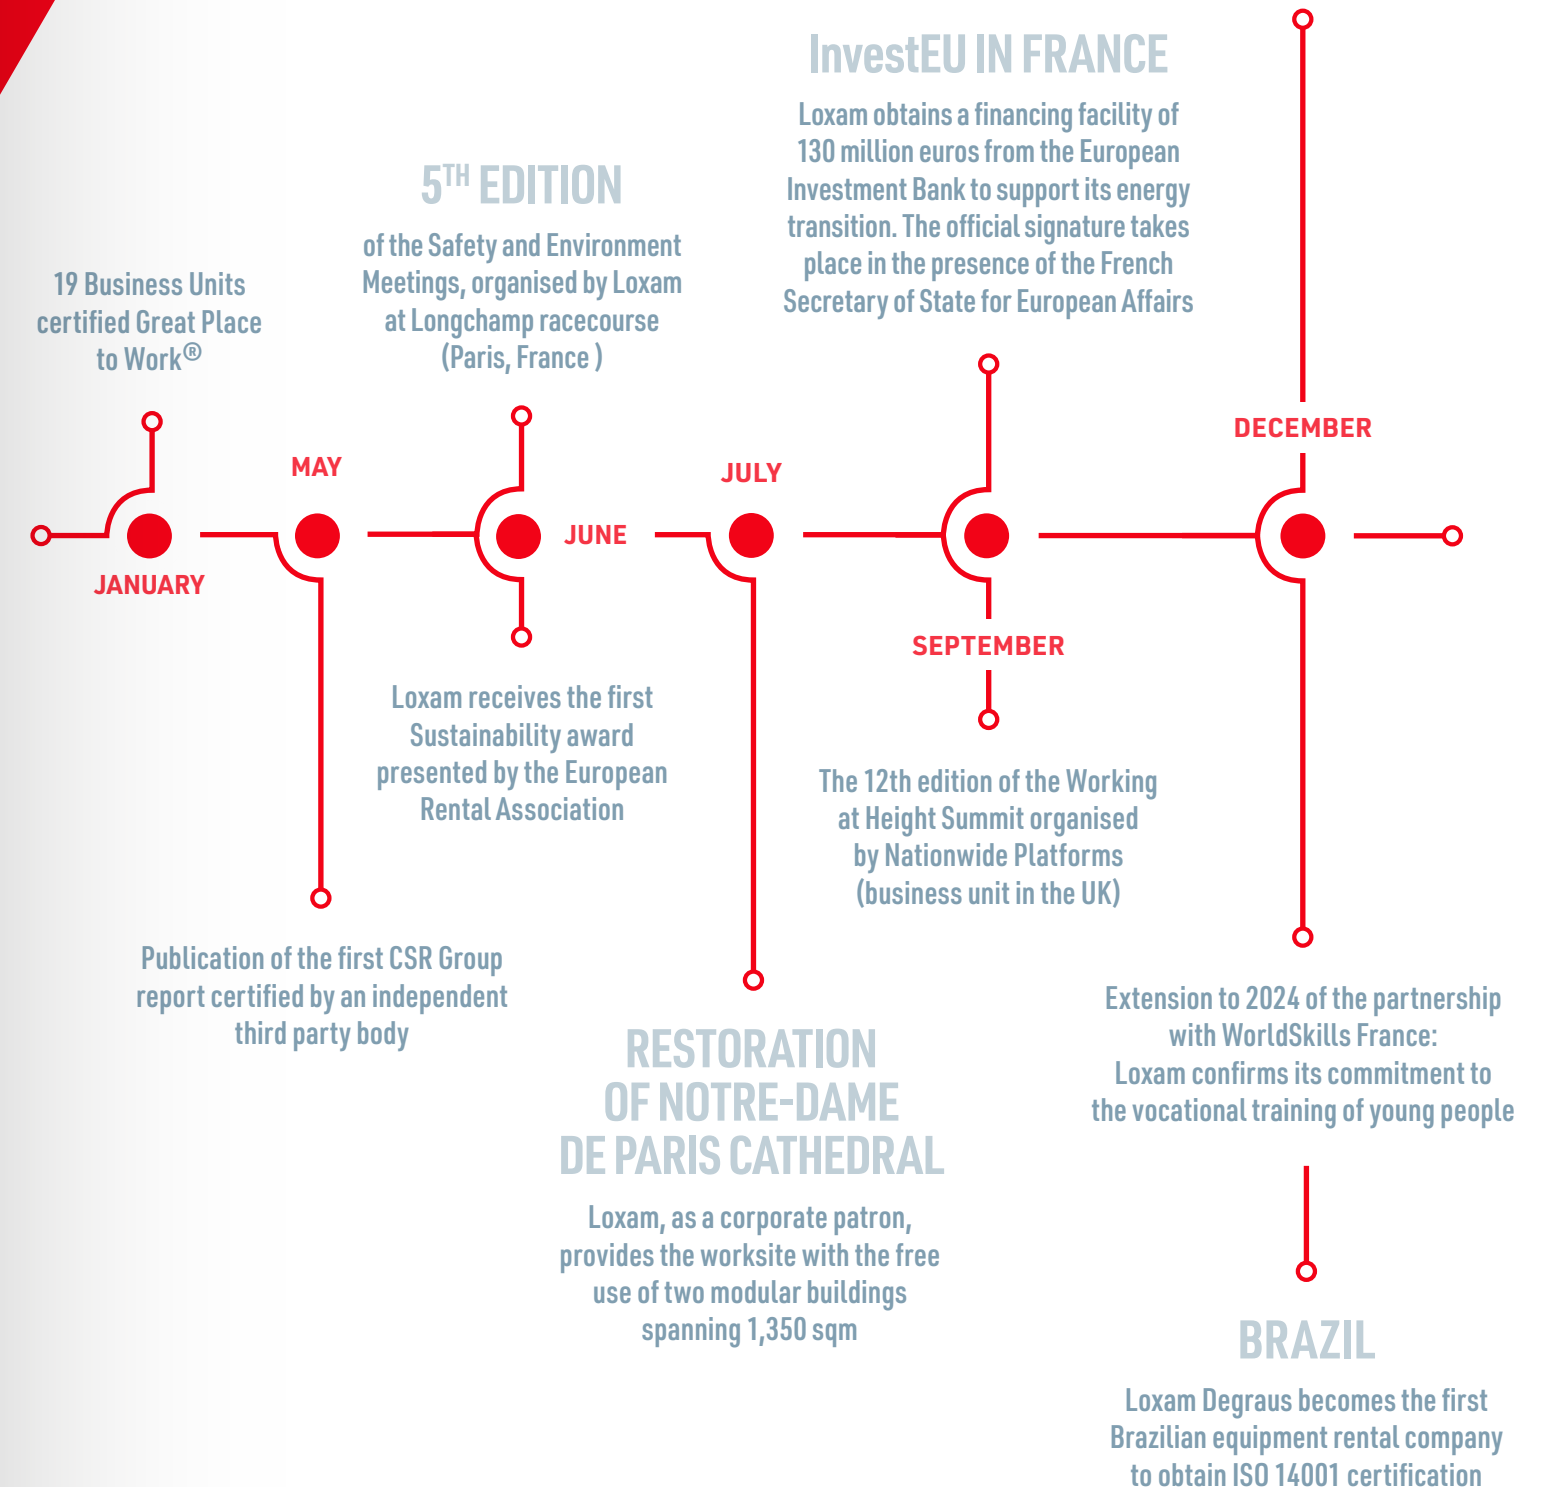 19 Business Units
certified Great Place
to Work®
JANUARY
MAY
Publication of the first CSR Group
report certified by an independent
third party body
5TH EDITION
of the Safety and Environment
Meetings, organised by Loxam
at Longchamp racecourse
(Paris, France )
JUNE
Loxam receives the first
Sustainability award
presented by the European
Rental Association
JULY
RESTORATION
OF NOTRE-DAME
DE PARIS CATHEDRAL
Loxam, as a corporate patron,
provides the worksite with the free
use of two modular buildings
spanning 1,350 sqm
InvestEU IN FRANCE
Loxam obtains a financing facility of
130 million euros from the European
Investment Bank to support its energy
transition. The official signature takes
place in the presence of the French
Secretary of State for European Affairs
SEPTEMBER
The 12th edition of the Working
at Height Summit organised
by Nationwide Platforms
(business unit in the UK)
DECEMBER
Extension to 2024 of the partnership
with WorldSkills France:
Loxam confirms its commitment to
the vocational training of young people
BRAZIL
Loxam Degraus becomes the first
Brazilian equipment rental company
to obtain ISO 14001 certification